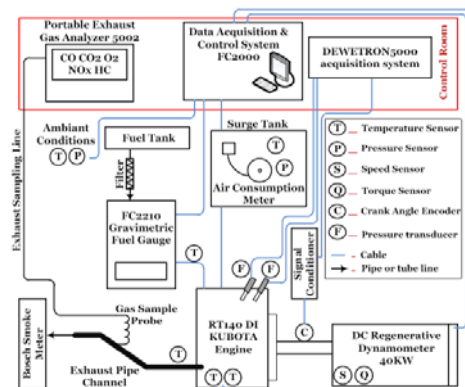 Portable Exhaust
Gas Analyzer 5002
CO CO2 O2
NOx HC
Data Acquisition &
Control System
FC2000
DEWETRON5000
acquisition system
Control Room
Exhaust Sampling Line
Ambiant
Conditions
T P
Fuel Tank
Filter
Surge Tank
T
P
Air Consumption
Meter
T Temperature Sensor
P Pressure Sensor
S Speed Sensor
Q Torque Sensor
C Crank Angle Encoder
F Pressure transducer
- Cable
- Pipe or tube line
FC2210
Gravimetric
Fuel Gauge
T
F F
Signal
Conditioner
Bosch Smoke
Meter
Gas Sample
Probe
Exhaust Pipe
Channel
T
RT140 DI
KUBOTA
Engine
T T
C
DC Regenerative
Dynamometer
40KW
S Q